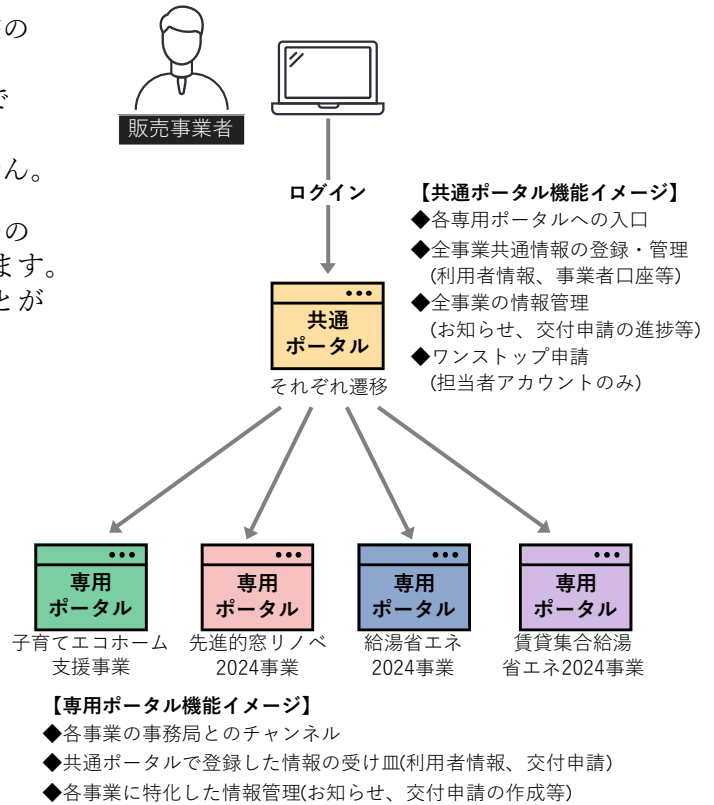 の
で
ん。
の
ます。
とが
販売事業者
ログイン
【共通ポータル機能イメージ】
◆各専用ポータルへの入口
◆全事業共通情報の登録・管理
(利用者情報、事業者口座等)
◆全事業の情報管理
(お知らせ、交付申請の進捗等)
◆ワンストップ申請
(担当者アカウントのみ)
共通
ポータル
それぞれ遷移
専用
ポータル
子育てエコホーム
支援事業
専用
ポータル
先進的窓リノベ
2024事業
専用
ポータル
給湯省エネ
2024事業
専用
ポータル
賃貸集合給湯
省エネ2024事業
【専用ポータル機能イメージ】
◆各事業の事務局とのチャンネル
◆共通ポータルで登録した情報の受け皿(利用者情報、交付申請)
◆各事業に特化した情報管理(お知らせ、交付申請の作成等)